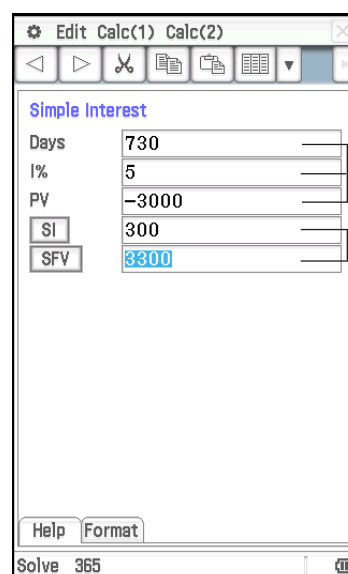 Edit Calc(1) Calc(2)
Simple Interest
Days 730
I% 5
PV -3000
SI 300
SFV 3300
Help Format
Solve 365